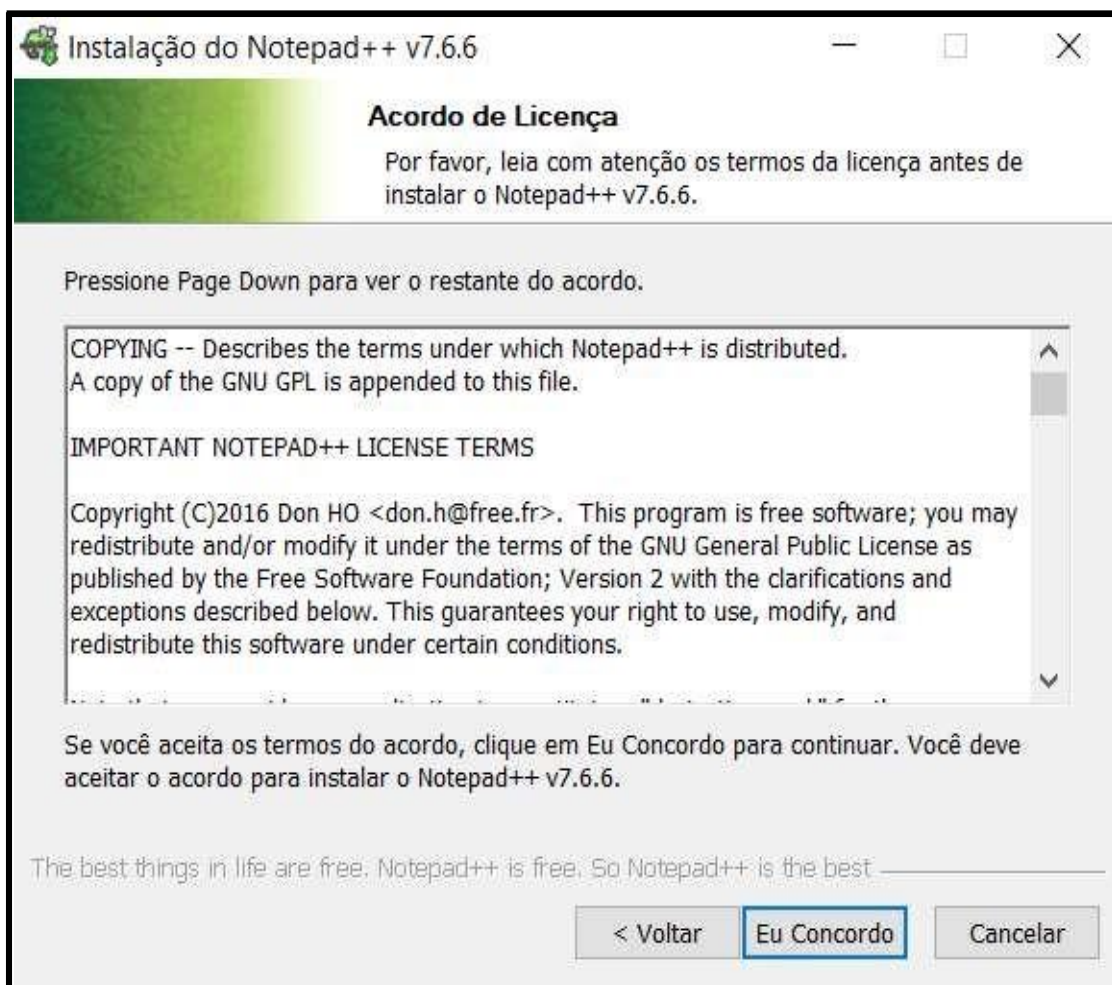 Instalação do Notepad++ v7.6.6
Acordo de Licença
Por favor, leia com atenção os termos da licença antes de
instalar o Notepad++ v7.6.6.
Pressione Page Down para ver o restante do acordo.
COPYING -- Describes the terms under which Notepad++ is distributed.
A copy of the GNU GPL is appended to this file.
IMPORTANT NOTEPAD++ LICENSE TERMS
Copyright (C)2016 Don HO <don.h@free.fr>. This program is free software; you may
redistribute and/or modify it under the terms of the GNU General Public License as
published by the Free Software Foundation; Version 2 with the clarifications and
exceptions described below. This guarantees your right to use, modify, and
redistribute this software under certain conditions.
Se você aceita os termos do acordo, clique em Eu Concordo para continuar. Você deve
aceitar o acordo para instalar o Notepad++ v7.6.6.
The best things in life are free. Notepad++ is free. So Notepad++ is the best
< Voltar
Eu Concordo
Cancelar